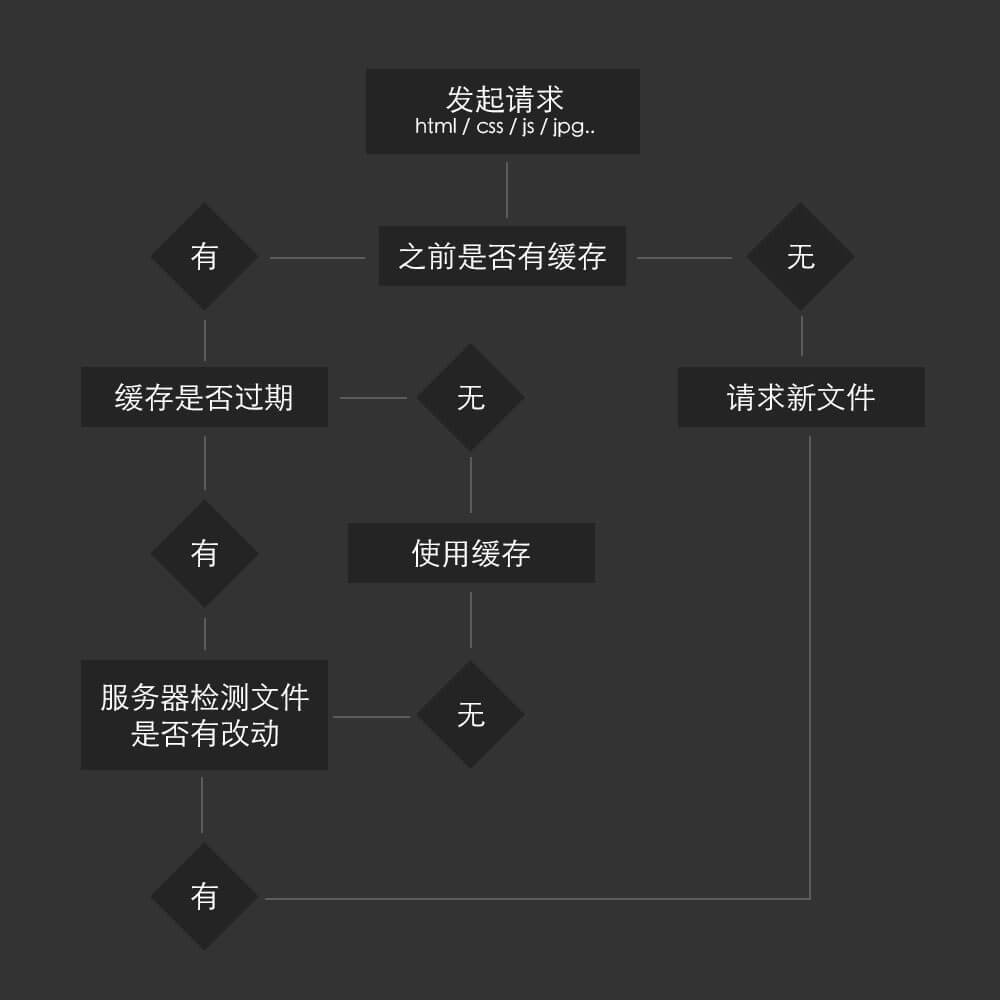 发起请求
html / css / js / jpg..
有
之前是否有缓存
无
缓存是否过期
无
请求新文件
有
使用缓存
服务器检测文件
是否有改动
无
有